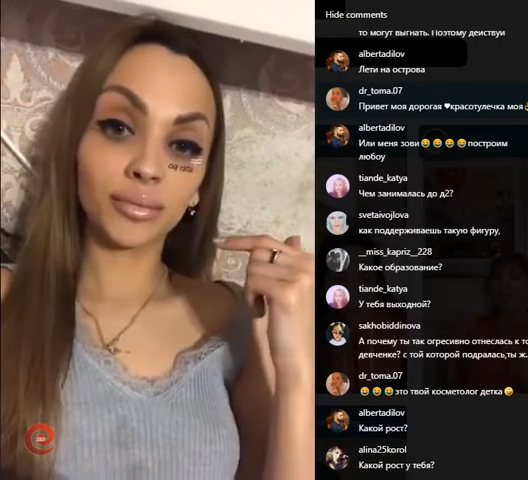 Hide comments
то могут выгнать. Поэтому действуи
albertadilov
Лети на острова
dr_toma.07
Привет моя дорогая ♥красотулечка моя
albertadilov
Или меня зови😂😂😂😂построим
любоу
tiande_katya
Чем занималась до д2??
svetaivojlova
как поддерживаешь такую фигуру,
__miss_kapriz__228
Какое образование?
tiande_katya
У тебя выходной?
sakhobiddinova
А почему ты так огресивно отнеслась к т
девченке? с той которой подралась,ты ж.
dr_toma.07
😂😂😂это твой косметолог детка🤪
albertadilov
Какой рост?
alina25korol
Какой рост у тебя?